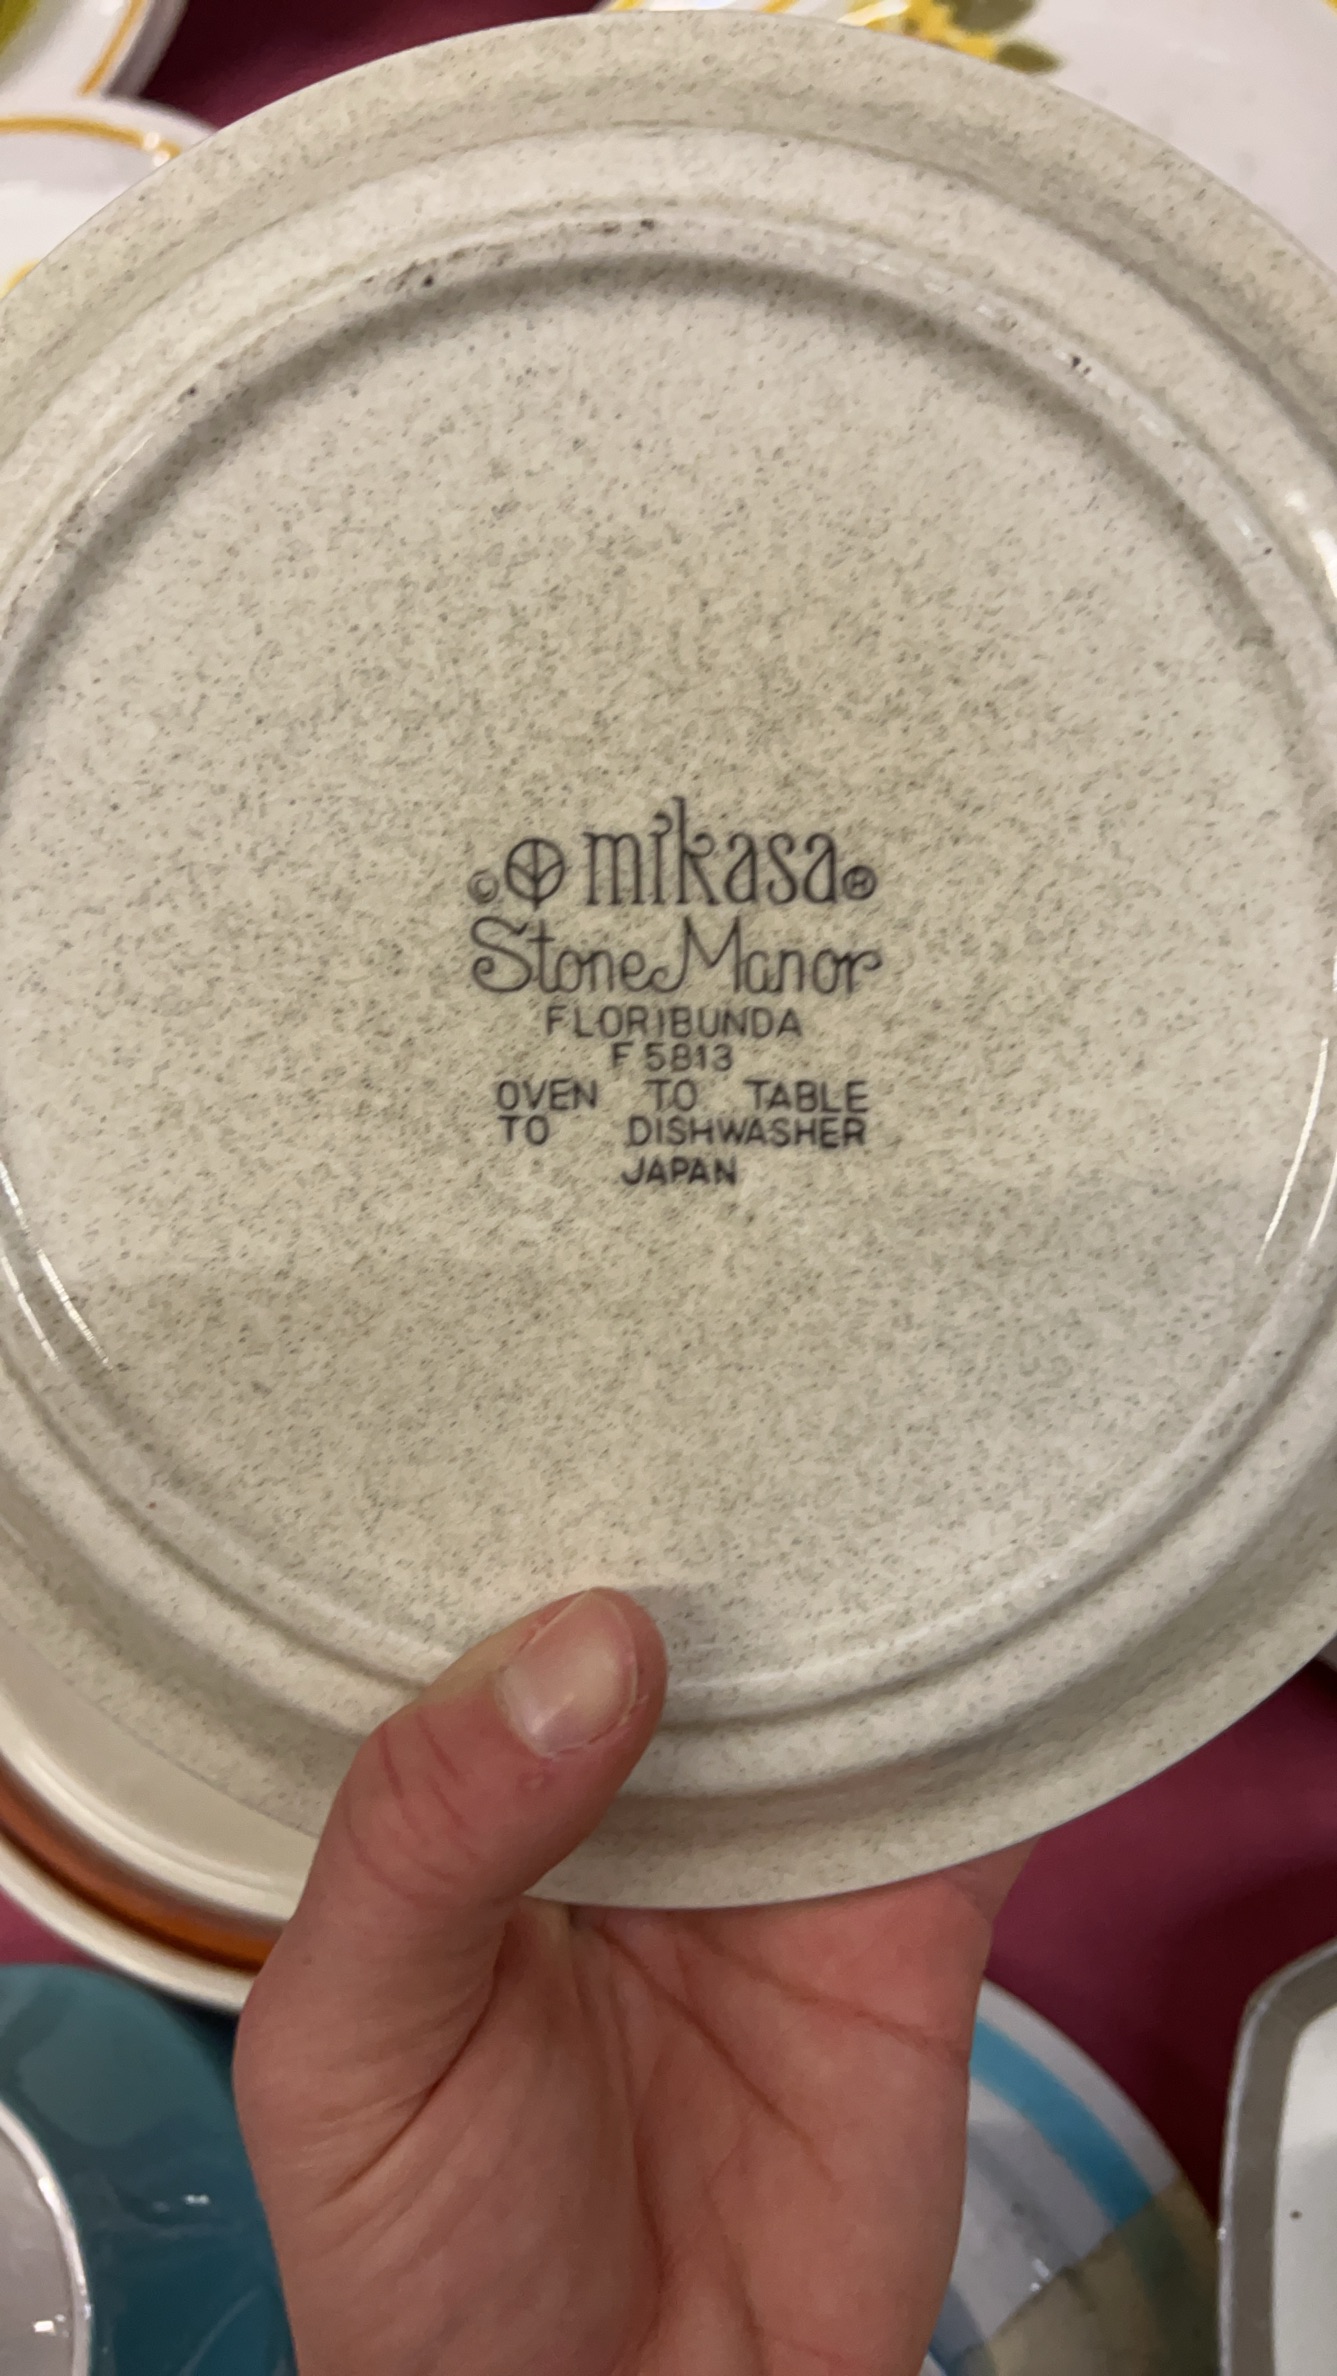 © mikasa®
Stone Manor
FLORIBUNDA
F 5813
OVEN TO TABLE
TO DISHWASHER
JAPAN